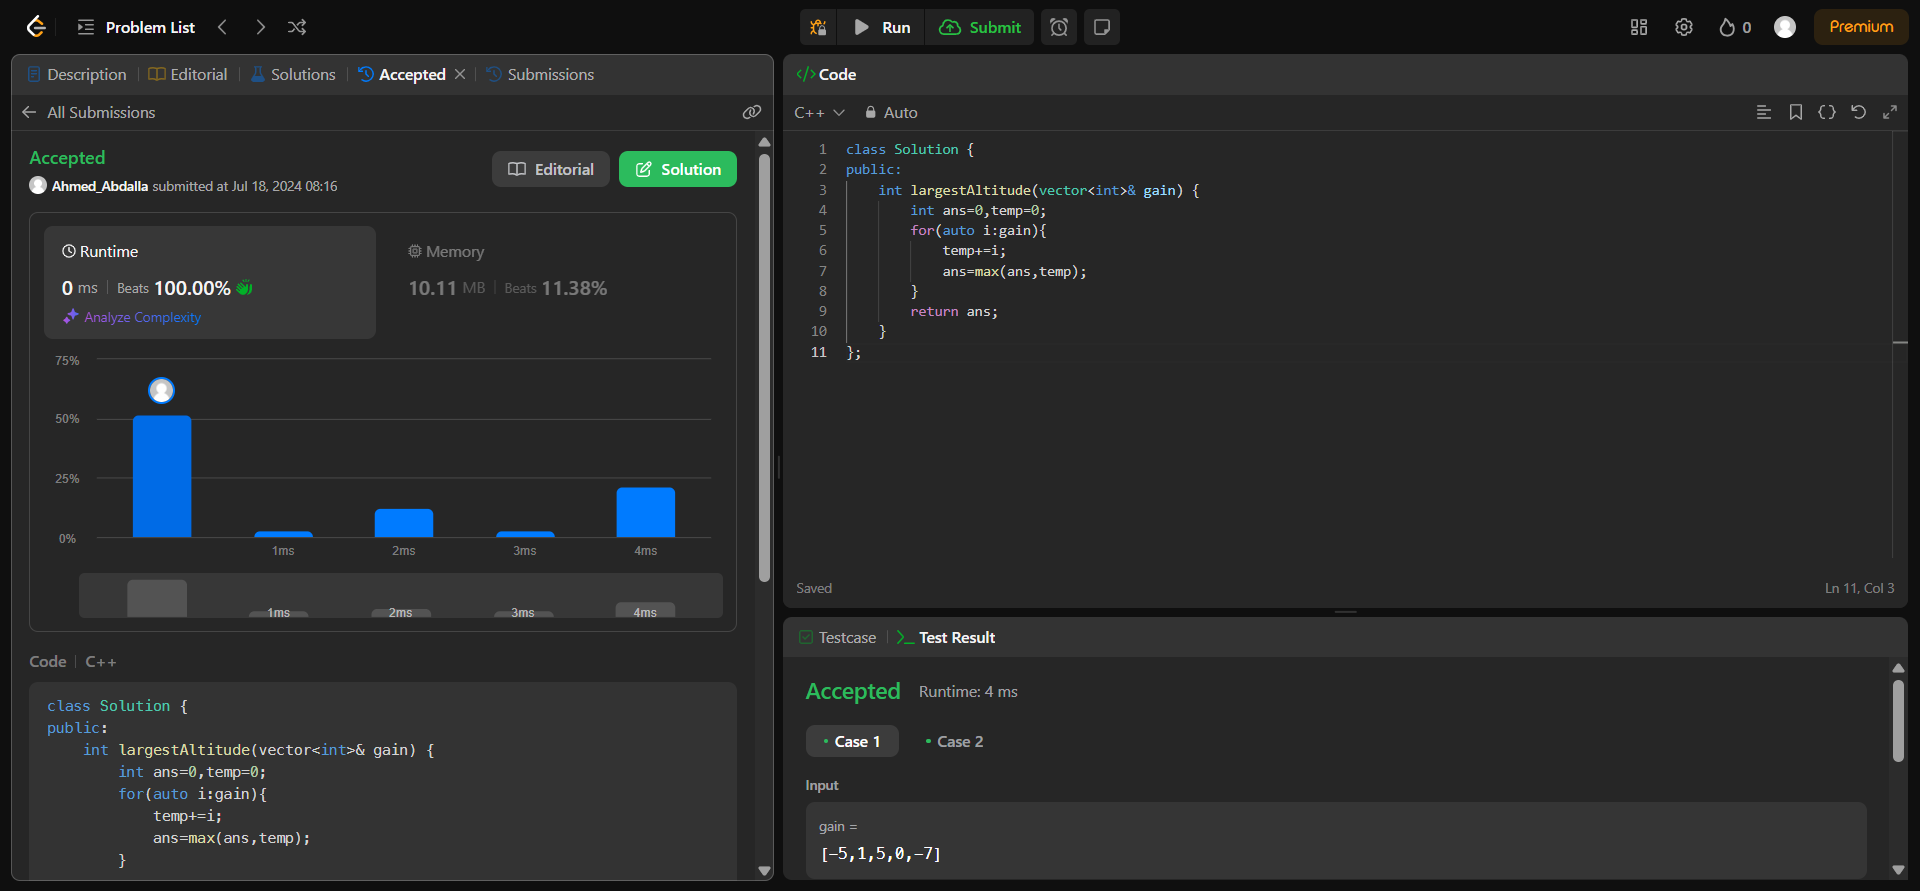 Problem List
Run
Submit
0
Premium
Description
Editorial
Solutions
Accepted
Submissions
All Submissions
Accepted
Ahmed_Abdalla submitted at Jul 18, 2024 08:16
Editorial
Solution
Runtime
0 ms Beats 100.00%
Analyze Complexity
Memory
10.11 MB Beats 11.38%
75%
50%
25%
0%
1ms 2ms 3ms 4ms
1ms 2ms 3ms 4ms
Code C++
class Solution {
public:
    int largestAltitude(vector<int>& gain) {
        int ans=0,temp=0;
        for(auto i:gain){
            temp+=i;
            ans=max(ans,temp);
        }
Code
C++ Auto
1 class Solution {
2 public:
3     int largestAltitude(vector<int>& gain) {
4         int ans=0,temp=0;
5         for(auto i:gain){
6             temp+=i;
7             ans=max(ans,temp);
8         }
9         return ans;
10     }
11 };
Saved
Ln 11, Col 3
Testcase
Test Result
Accepted Runtime: 4 ms
Case 1
Case 2
Input
gain =
[-5,1,5,0,-7]